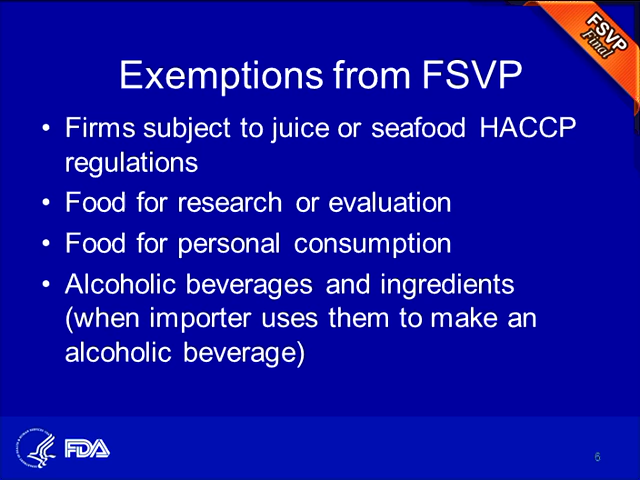 FSVP
Final
Exemptions from FSVP
• Firms subject to juice or seafood HACCP
regulations
• Food for research or evaluation
• Food for personal consumption
• Alcoholic beverages and ingredients
(when importer uses them to make an
alcoholic beverage)
FDA
6